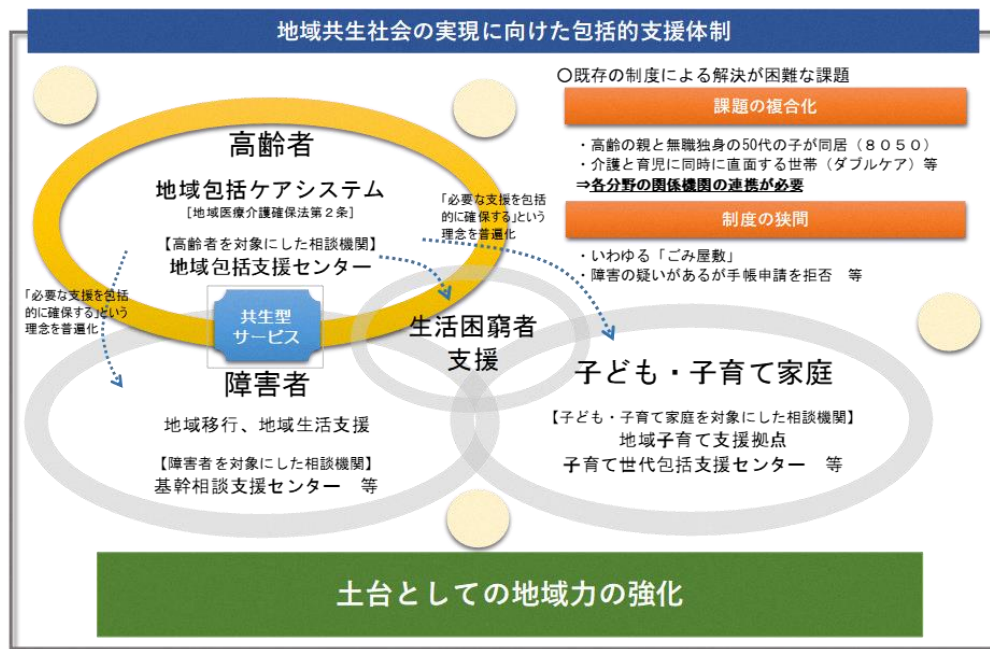 地域共生社会の実現に向けた包括的支援体制
高齢者
地域包括ケアシステム
[地域医療介護確保法第2条]
【高齢者を対象にした相談機関】
地域包括支援センター
「必要な支援を包括
的に確保する」という
理念を普遍化
「必要な支援を包括
的に確保する」という
理念を普遍化
共生型
サービス
生活困窮者
支援
障害者
地域移行、地域生活支援
【障害者を対象にした相談機関】
基幹相談支援センター 等
子ども・子育て家庭
【子ども・子育て家庭を対象にした相談機関】
地域子育て支援拠点
子育て世代包括支援センター 等
〇既存の制度による解決が困難な課題
課題の複合化
・高齢の親と無職独身の50代の子が同居（８０５０）
・介護と育児に同時に直面する世帯（ダブルケア）等
⇒各分野の関係機関の連携が必要
制度の狭間
・いわゆる「ごみ屋敷」
・障害の疑いがあるが手帳申請を拒否 等
土台としての地域力の強化